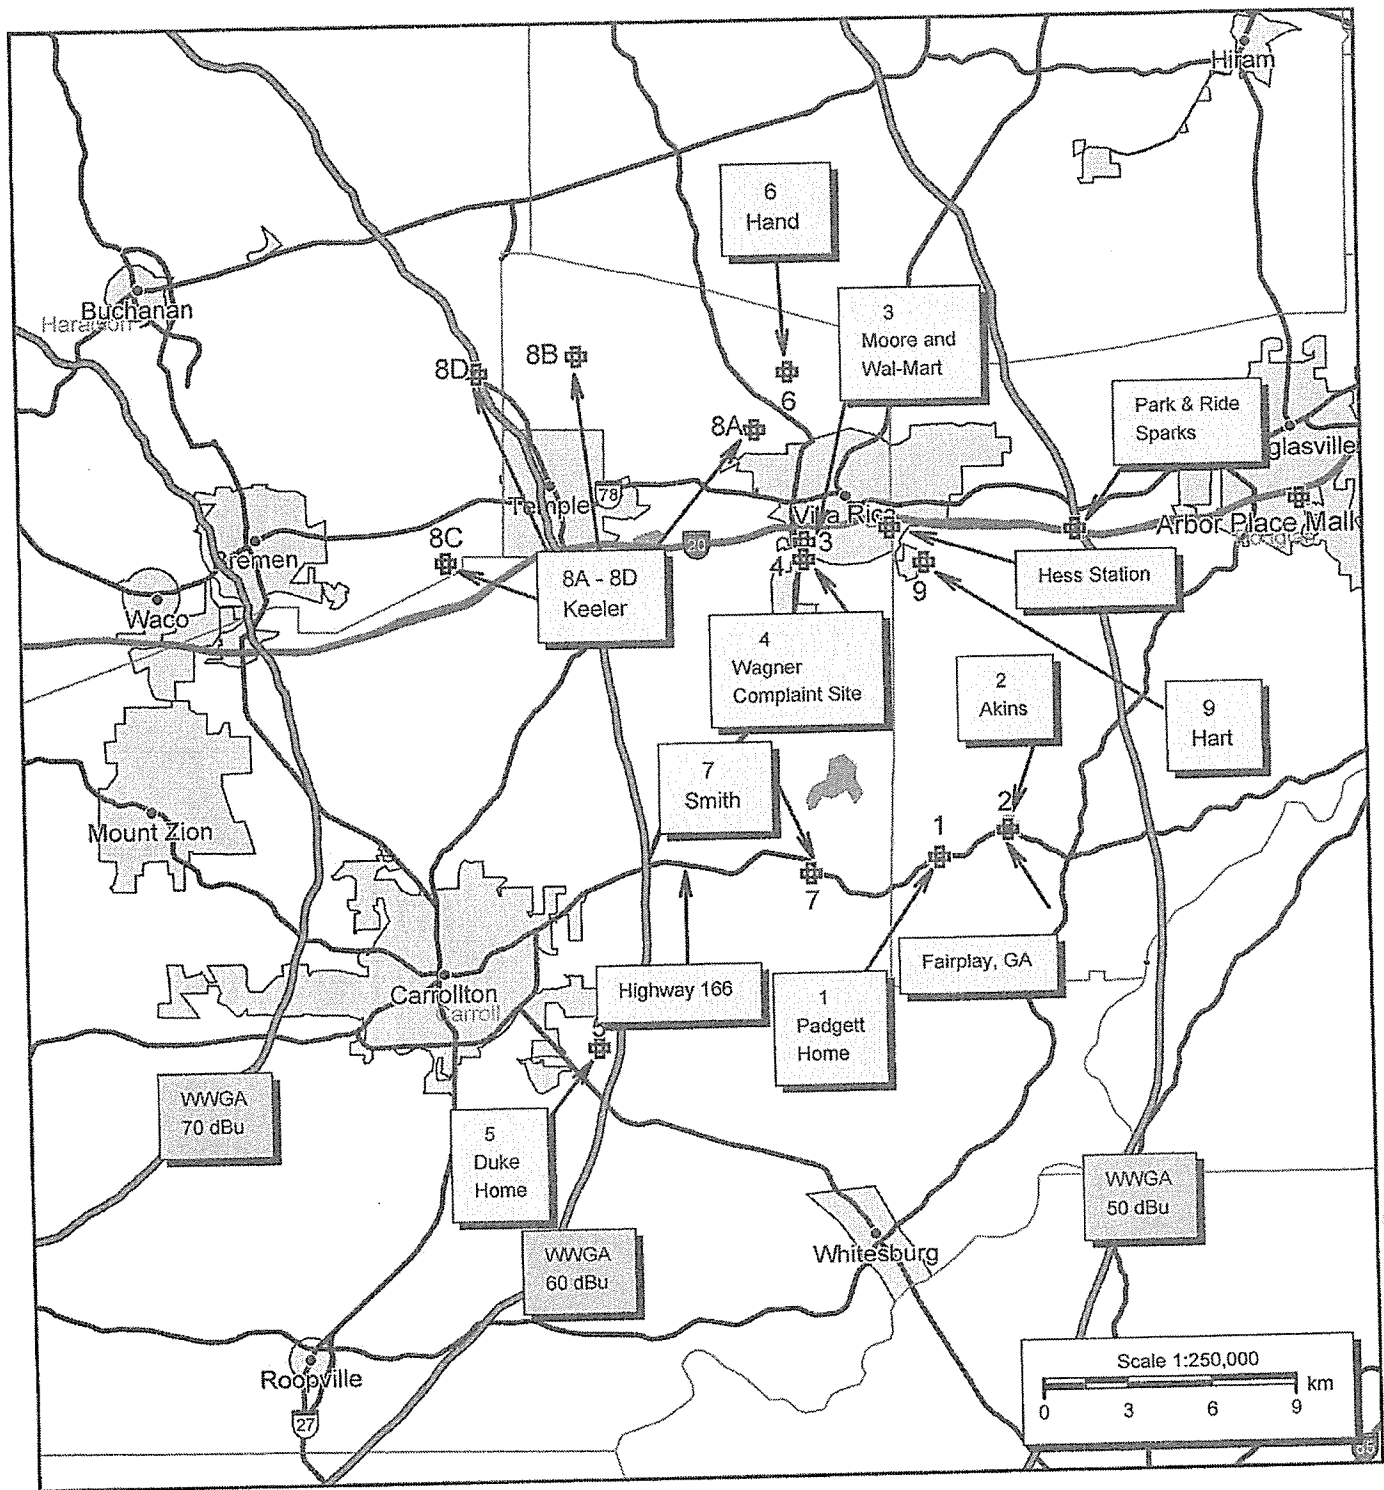 Hiram
6
Hand
3
Moore and
Wal-Mart
Buchanan
8D
8B
6
8A
Park & Ride
Sparks
glasville
78
Temple
Villa Rica
Arbor Place Mall
20
8C
3
4
9
Bremen
8A - 8D
Keeler
Hess Station
Waco
4
Wagner
Complaint Site
2
Akins
9
Hart
7
Smith
Mount Zion
1
2
7
Fairplay, GA
Highway 166
Carrollton
Carroll
1
Padgett
Home
5
WWGA
70 dBu
5
Duke
Home
WWGA
50 dBu
WWGA
60 dBu
Whitesburg
Scale 1:250,000
km
0 3 6 9
Roopville
27
85